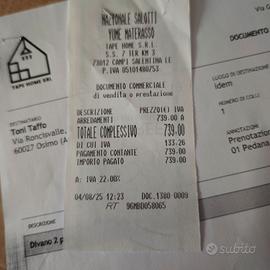 NAZIONALE SALOTTI
YUME MATERASSO
TAPE HOME S.R.L.
S.S. 7 TER KM 3
73012 CAMPI SALENTINA LE
P.IVA 05101480753
DOCUMENTO COMMERCIALE
di vendita o prestazione
DESCRIZIONE PREZZO(€) IVA
ARREDAMENTI 739.00 A
TOTALE COMPLESSIVO 739.00
DI CUI IVA 133.26
PAGAMENTO CONTANTE 739.00
IMPORTO PAGATO 739.00
A: IVA 22.00%
04/08/25 12:23 DOC.1380-0009
RT 96MBD058065
TAPE HOME SRL
DESTINATARIO
Toni Taffo
Via Roncisvalle,
60027 Osimo (A
DESCRIZIONE
Divano 2 p
DOCUMENTO
LUOGO DI DESTINAZ
Idem
NUMERO DI COLLI
1
ANNOTAZIONI
Prenotazion
01 Pedana
Subito